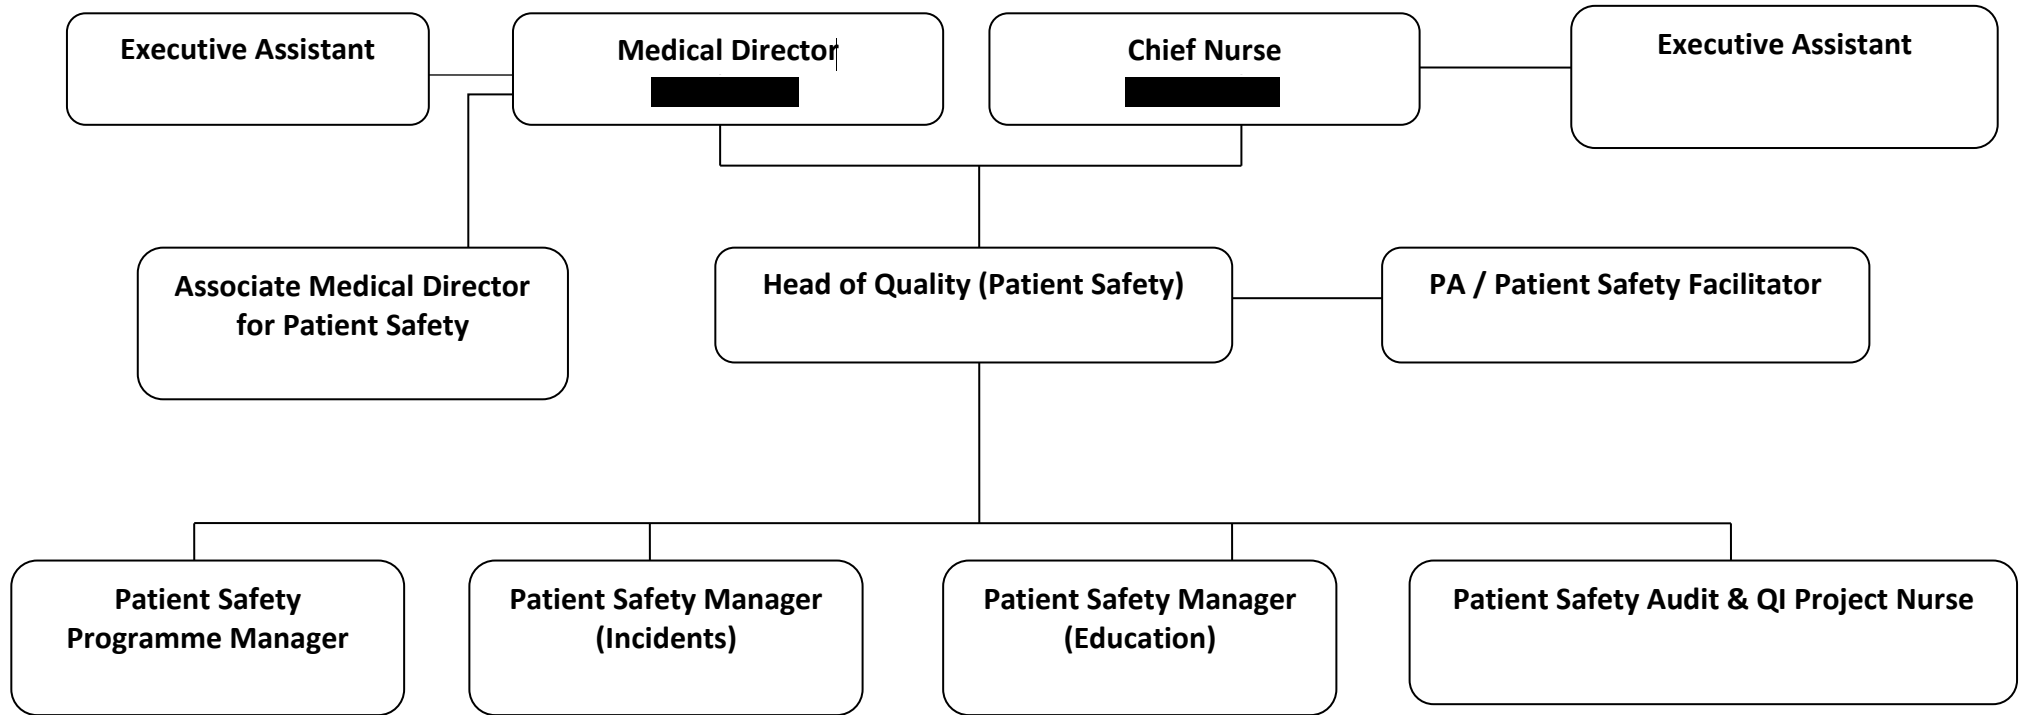 Executive Assistant
Medical Director
Chief Nurse
Executive Assistant
Associate Medical Director
for Patient Safety
Head of Quality (Patient Safety)
PA / Patient Safety Facilitator
Patient Safety
Programme Manager
Patient Safety Manager
(Incidents)
Patient Safety Manager
(Education)
Patient Safety Audit & QI Project Nurse